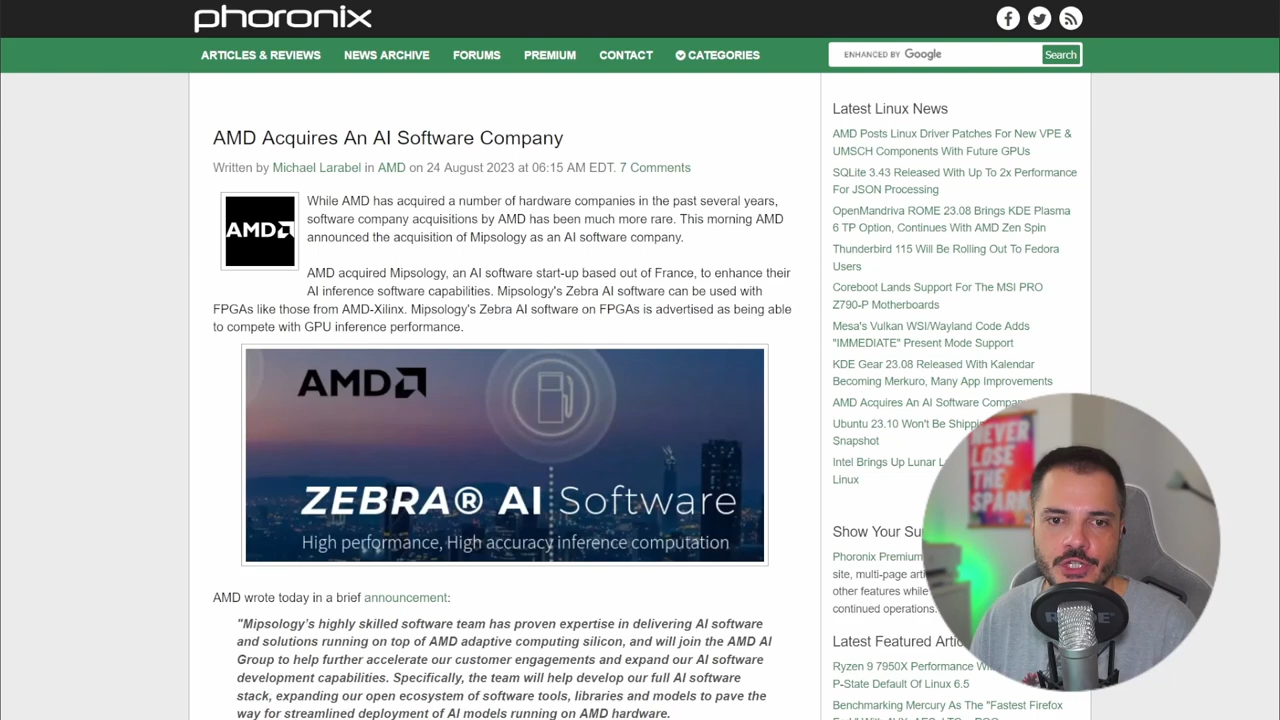 phoronix
ARTICLES & REVIEWS NEWS ARCHIVE FORUMS PREMIUM CONTACT CATEGORIES
ENHANCED BY Google Search
AMD Acquires An AI Software Company
Written by Michael Larabel in AMD on 24 August 2023 at 06:15 AM EDT. 7 Comments
AMD
While AMD has acquired a number of hardware companies in the past several years,
software company acquisitions by AMD has been much more rare. This morning AMD
announced the acquisition of Mipsology as an AI software company.
AMD acquired Mipsology, an AI software start-up based out of France, to enhance their
AI inference software capabilities. Mipsology's Zebra AI software can be used with
FPGAs like those from AMD-Xilinx. Mipsology's Zebra AI software on FPGAs is advertised as being able
to compete with GPU inference performance.
AMD
ZEBRA® AI Software
High performance, High accuracy inference computation
AMD wrote today in a brief announcement:
"Mipsology's highly skilled software team has proven expertise in delivering AI software
and solutions running on top of AMD adaptive computing silicon, and will join the AMD AI
Group to help further accelerate our customer engagements and expand our AI software
development capabilities. Specifically, the team will help develop our full AI software
stack, expanding our open ecosystem of software tools, libraries and models to pave the
way for streamlined deployment of AI models running on AMD hardware.
Latest Linux News
AMD Posts Linux Driver Patches For New VPE &
UMSCH Components With Future GPUs
SQLite 3.43 Released With Up To 2x Performance
For JSON Processing
OpenMandriva ROME 23.08 Brings KDE Plasma
6 TP Option, Continues With AMD Zen Spin
Thunderbird 115 Will Be Rolling Out To Fedora
Users
Coreboot Lands Support For The MSI PRO
Z790-P Motherboards
Mesa's Vulkan WSI/Wayland Code Adds
"IMMEDIATE" Present Mode Support
KDE Gear 23.08 Released With Kalendar
Becoming Merkuro, Many App Improvements
AMD Acquires An AI Software
Ubuntu 23.10 Won't Be
Snapshot
Intel Brings Up Lunar
Linux
Show Your
Phoronix Premium
site, multi-page
other features while
continued operations.
Latest Featured
Ryzen 9 7950X Performance
P-State Default Of Linux 6.5
Benchmarking Mercury As The "Fastest Firefox
NEVER
LOSE
THE
SPARK
RODE